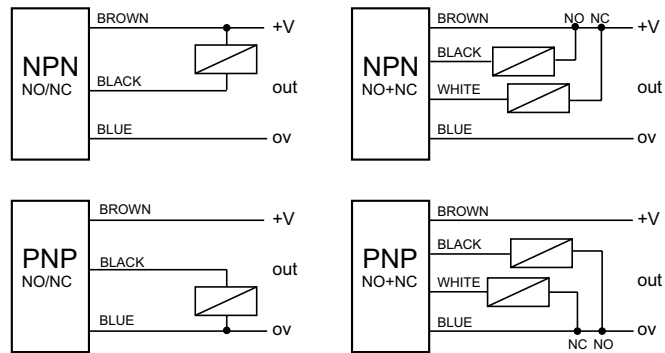 BROWN
+V
NPN
NO/NC
BLACK
out
BLUE
ov
BROWN
NO NC
+V
BLACK
NPN
NO+NC
WHITE
out
BLUE
ov
BROWN
+V
PNP
NO/NC
BLACK
out
BLUE
ov
BROWN
+V
BLACK
PNP
NO+NC
WHITE
out
BLUE
ov
NC NO